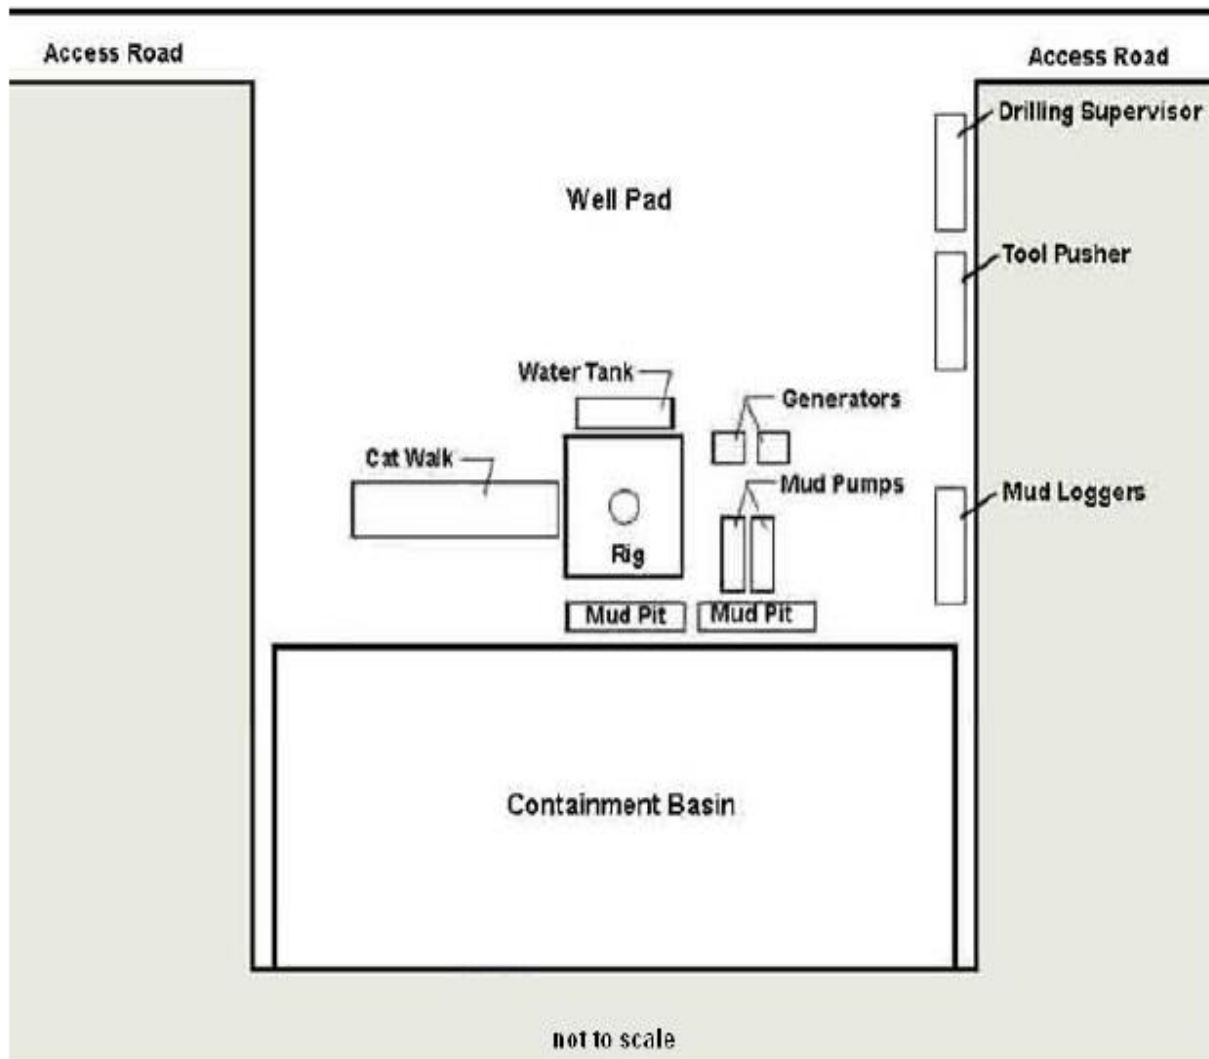 Access Road
Access Road
Drilling Supervisor
Well Pad
Tool Pusher
Water Tank
Generators
Cat Walk
Mud Pumps
Mud Loggers
Rig
Mud Pit
Mud Pit
Containment Basin
not to scale